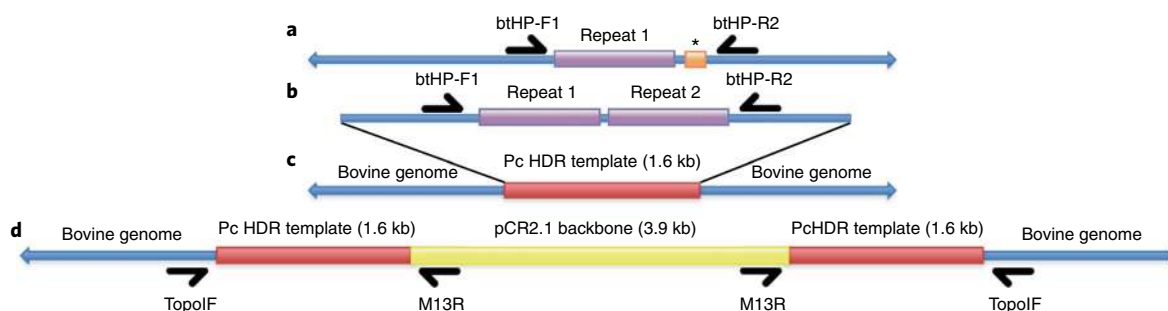 btHP-F1
btHP-R2
a
Repeat 1
*
btHP-F1
btHP-R2
b
Repeat 1
Repeat 2
c
Pc HDR template (1.6 kb)
Bovine genome
Bovine genome
d
Pc HDR template (1.6 kb)
pCR2.1 backbone (3.9 kb)
PcHDR template (1.6 kb)
Bovine genome
Bovine genome
TopoIF
M13R
M13R
TopoIF